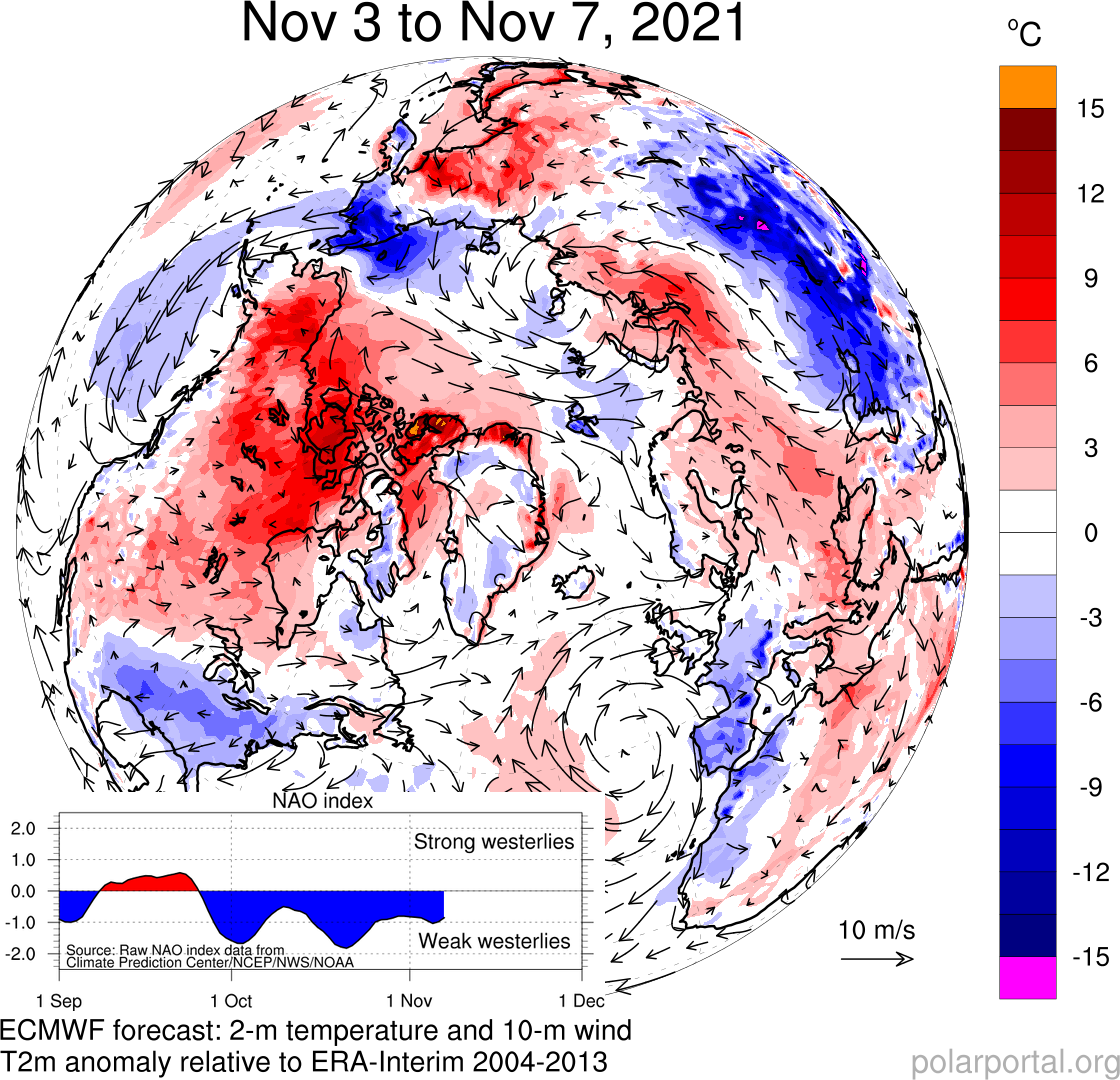 Nov 3 to Nov 7, 2021
°C
15
12
9
6
3
0
-3
-6
-9
-12
-15
10 m/s
NAO index
2.0
1.0
0.0
-1.0
-2.0
Strong westerlies
Weak westerlies
Source: Raw NAO index data from
Climate Prediction Center/NCEP/NWS/NOAA
1 Sep 1 Oct 1 Nov 1 Dec
ECMWF forecast: 2-m temperature and 10-m wind
T2m anomaly relative to ERA-Interim 2004-2013
polarportal.org